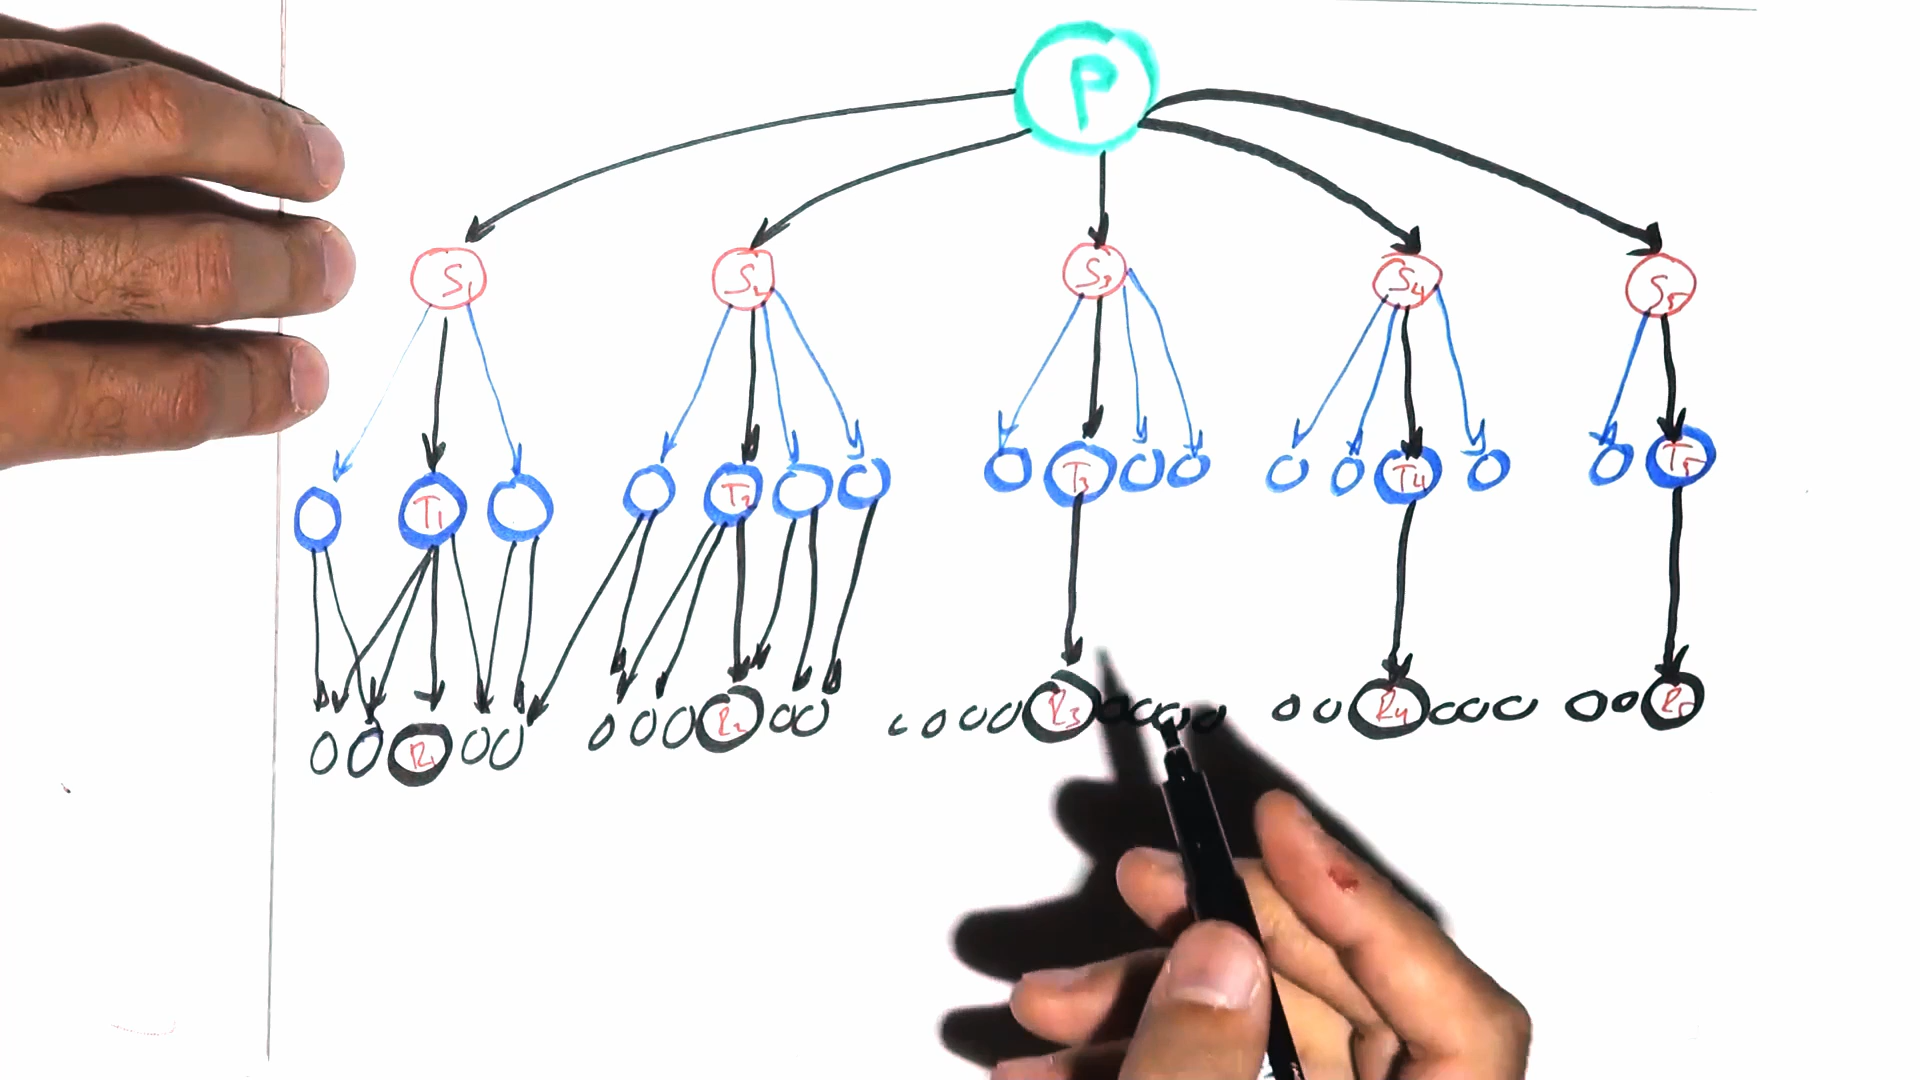 P
S₁ S₂ S₃ S₄ S₅
T₁ T₂ T₃ T₄ T₅
R₁ R₂ R₃ R₄ R₅